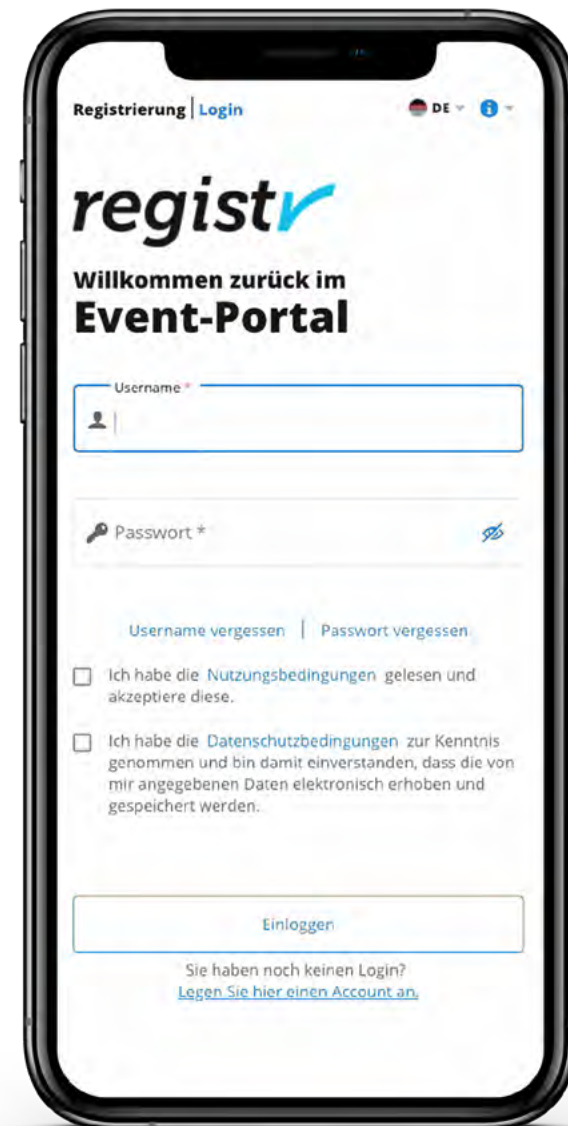 Registrierung | Login
DE
registr
Willkommen zurück im
Event-Portal
Username *
Passwort *
Username vergessen | Passwort vergessen
Ich habe die Nutzungsbedingungen gelesen und
akzeptiere diese.
Ich habe die Datenschutzbedingungen zur Kenntnis
genommen und bin damit einverstanden, dass die von
mir angegebenen Daten elektronisch erhoben und
gespeichert werden.
Einloggen
Sie haben noch keinen Login?
Legen Sie hier einen Account an.